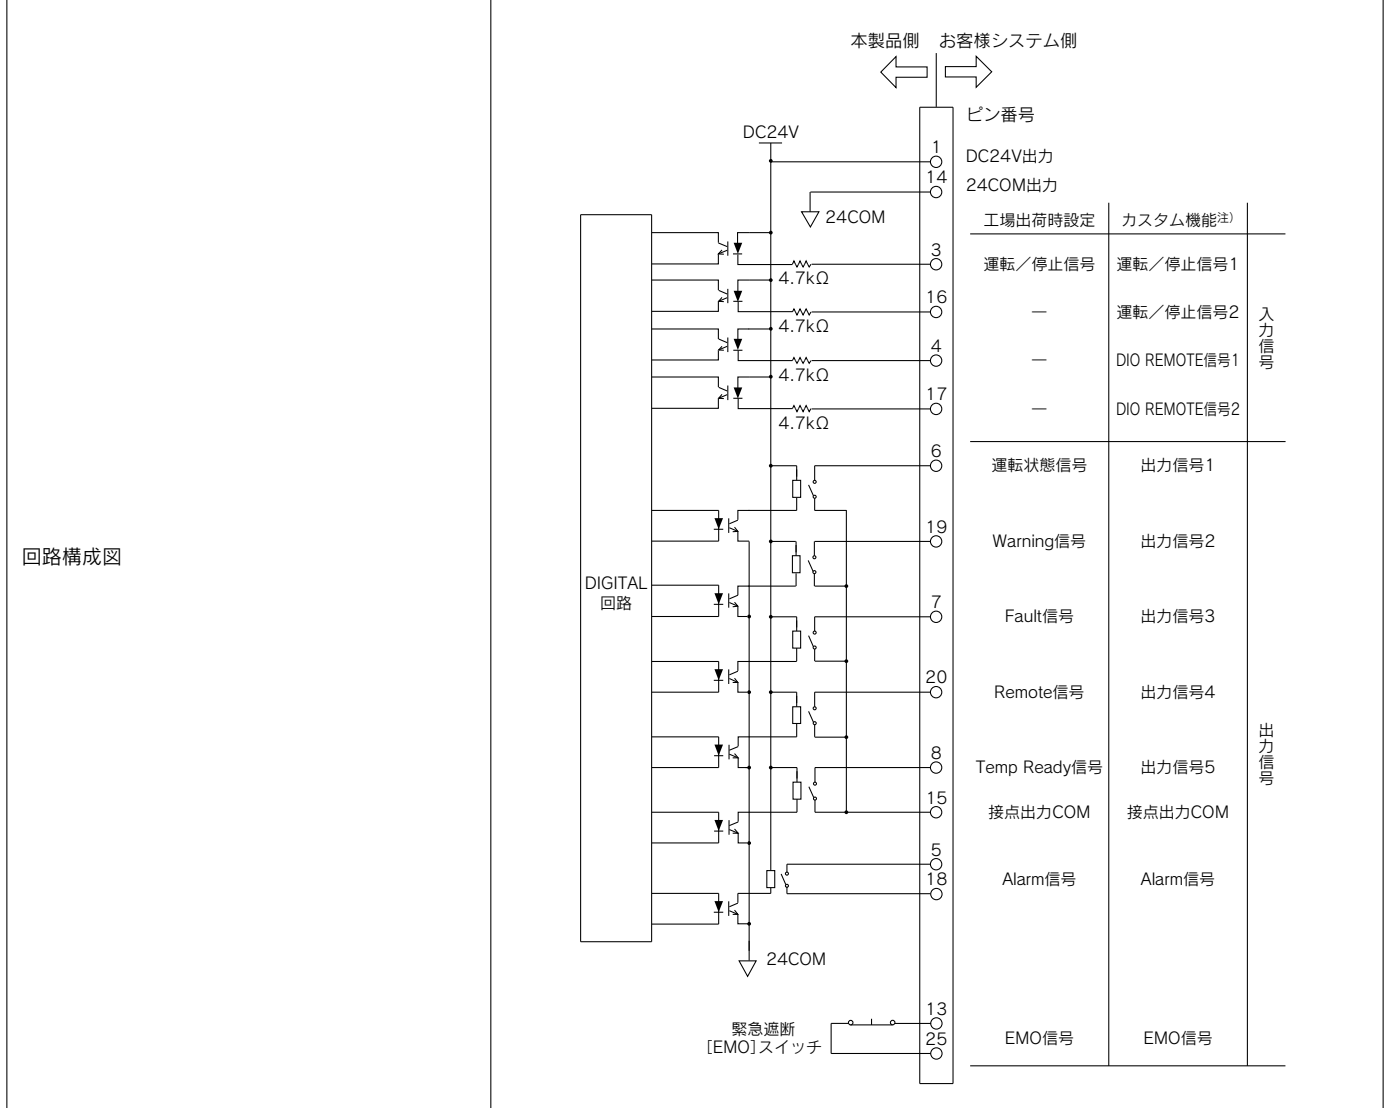 回路構成図
本製品側 お客様システム側
ピン番号
DC24V
1 DC24V出力
14 24COM出力
24COM
工場出荷時設定 カスタム機能注)
3 運転／停止信号 運転／停止信号1
4.7kΩ
16 — 運転／停止信号2
4.7kΩ
4 — DIO REMOTE信号1
4.7kΩ
17 — DIO REMOTE信号2
4.7kΩ
入力信号
6 運転状態信号 出力信号1
19 Warning信号 出力信号2
DIGITAL
回路
7 Fault信号 出力信号3
20 Remote信号 出力信号4
8 Temp Ready信号 出力信号5
15 接点出力COM 接点出力COM
5
18 Alarm信号 Alarm信号
出力信号
24COM
13
緊急遮断
[EMO]スイッチ
25 EMO信号 EMO信号